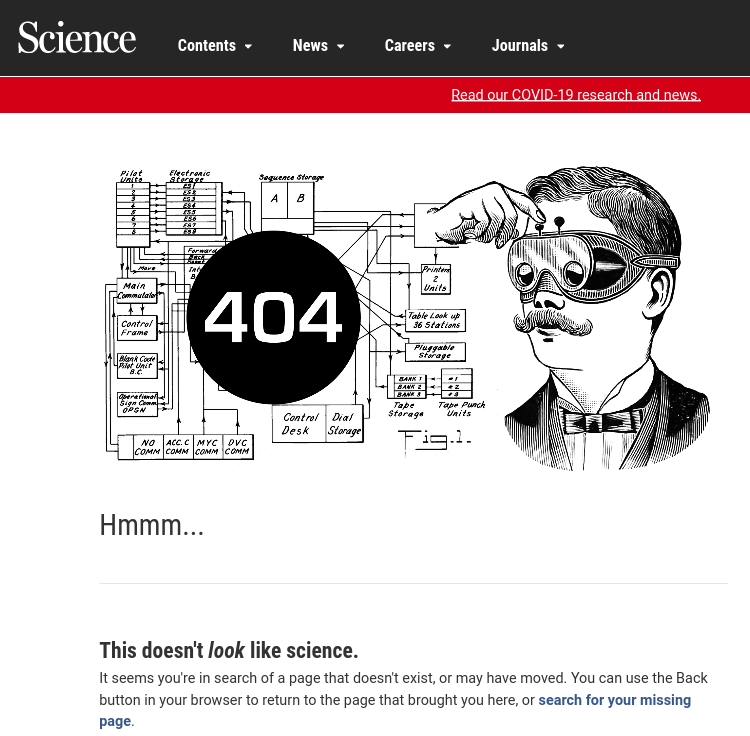 Science
Contents
News
Careers
Journals
Read our COVID-19 research and news.
Pilot
Units
Electronic
Storage
Sequence Storage
1
2
3
4
5
6
7
8
ES1
ES2
ES3
ES4
ES5
ES6
ES7
ES8
A
B
Forward
Back
Move
Main
Commutator
Control
Frame
Blank Code
Pilot Unit
B.C.
Operational
Sign Comm.
OPSN
404
Printers
2
Units
Table Look up
36 Stations
Pluggable
Storage
BANK 1
BANK 2
BANK 3
#1
#2
#3
Tape
Storage
Tape Punch
Units
Control
Desk
Dial
Storage
NO
COMM
ACC.C
COMM
MYC
COMM
DVC
COMM
Fig.1.
Hmmm...
This doesn't look like science.
It seems you're in search of a page that doesn't exist, or may have moved. You can use the Back
button in your browser to return to the page that brought you here, or search for your missing
page.